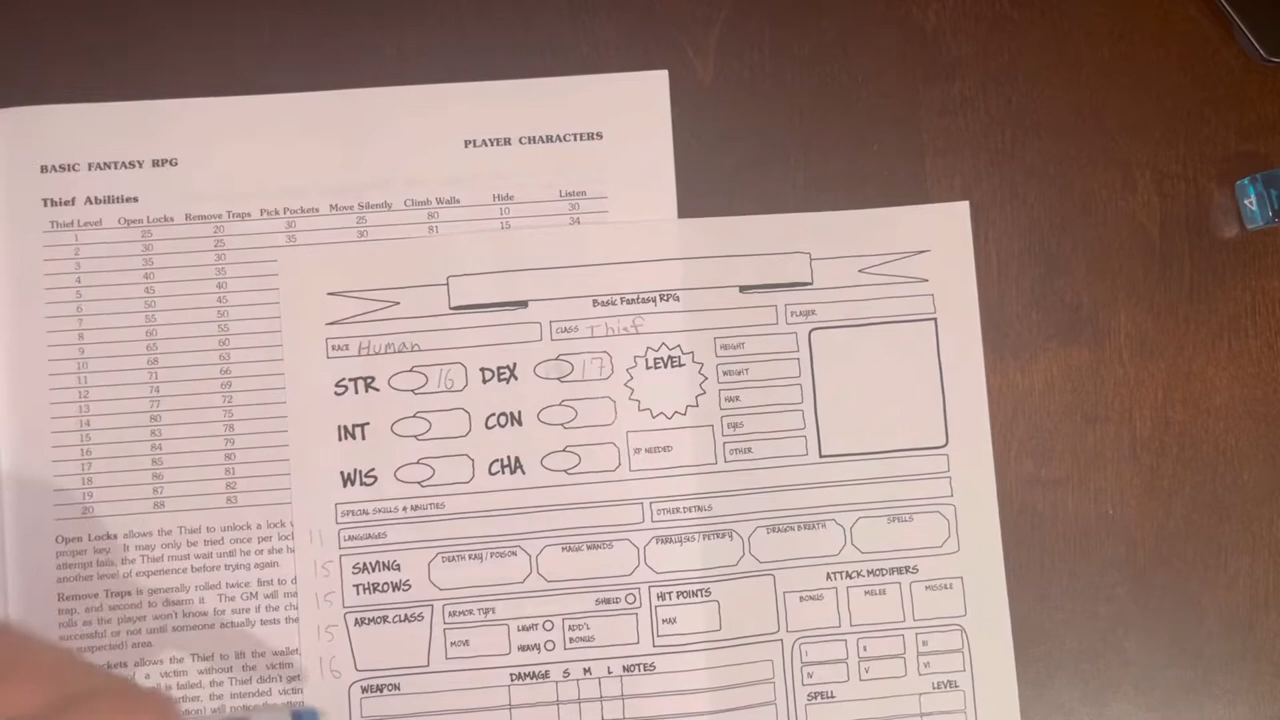 BASIC FANTASY RPG
PLAYER CHARACTERS
Thief Abilities
Thief Level Open Locks Remove Traps Pick Pockets Move Silently Climb Walls Hide Listen
1 25 20 30 25 80 10 30
2 30 25 35 30 81 15 34
3 35 30
4 40 35
5 45 40
6 50 45
7 55 50
8 60 55
9 65 60
10 68 63
11 71 66
12 74 69
13 77 72
14 80 75
15 83 78
16 84 79
17 85 80
18 86 81
19 87 82
20 88 83
Open Locks allows the Thief to unlock a lock
proper key. It may only be tried once per
attempt fails, the Thief must wait until he or she
another level of experience before trying again.
Remove Traps is generally rolled twice: first to
trap, and second to disarm it. The GM will
rolls as the player won't know for sure if the
successful or not until someone actually tests the
suspected) area.
allows the Thief to lift the wallet,
of a victim without the victim
is failed, the Thief didn't get
the intended
will notice the
Basic Fantasy RPG
RACE Human
CLASS Thief
PLAYER
STR 16 DEX 17
INT CON
WIS CHA
LEVEL
XP NEEDED
HEIGHT
WEIGHT
HAIR
EYES
OTHER
SPECIAL SKILLS & ABILITIES
OTHER DETAILS
LANGUAGES
SAVING THROWS
DEATH RAY / POISON
MAGIC WANDS
PARALYSIS / PETRIFY
DRAGON BREATH
SPELLS
11
15
15
15
16
ARMOR CLASS
ARMOR TYPE
SHIELD
MOVE
LIGHT
HEAVY
ADD'L BONUS
HIT POINTS
MAX
ATTACK MODIFIERS
BONUS MELEE MISSILE
I II III
IV V VI
WEAPON DAMAGE S M L NOTES
SPELL LEVEL
4